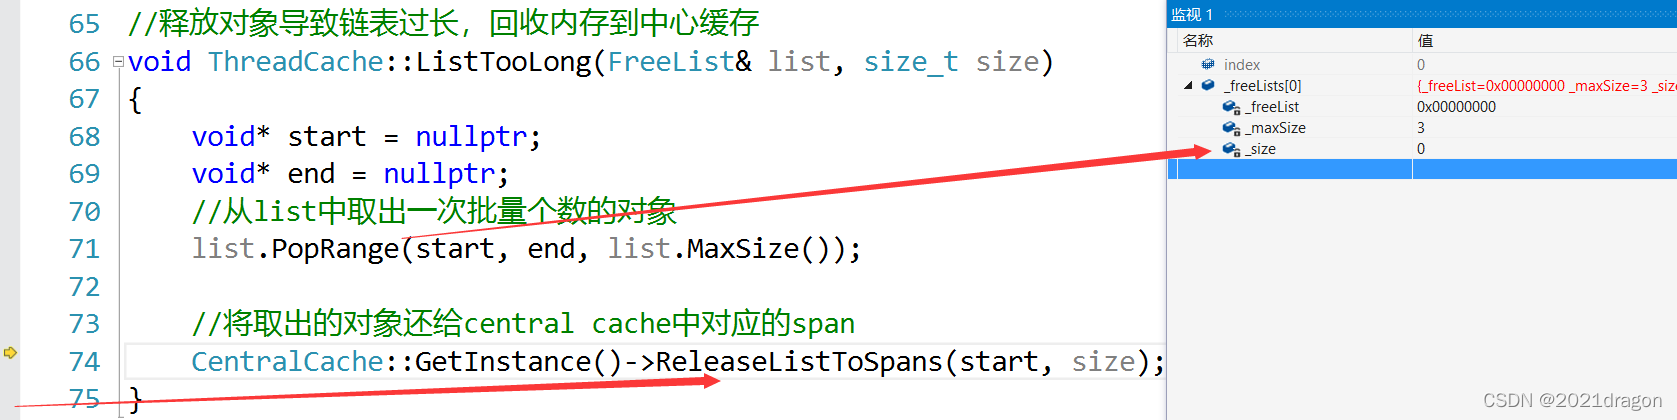 65 //释放对象导致链表过长，回收内存到中心缓存
66 void ThreadCache::ListTooLong(FreeList& list, size_t size)
67 {
68 void* start = nullptr;
69 void* end = nullptr;
70 //从list中取出一次批量个数的对象
71 list.PopRange(start, end, list.MaxSize());
72
73 //将取出的对象还给central cache中对应的span
74 CentralCache::GetInstance()->ReleaseListToSpans(start, size);
75 }
监视 1
名称 值
index 0
_freeLists[0] {_freeList=0x00000000 _maxSize=3 _size
_freeList 0x00000000
_maxSize 3
_size 0
CSDN @2021dragon